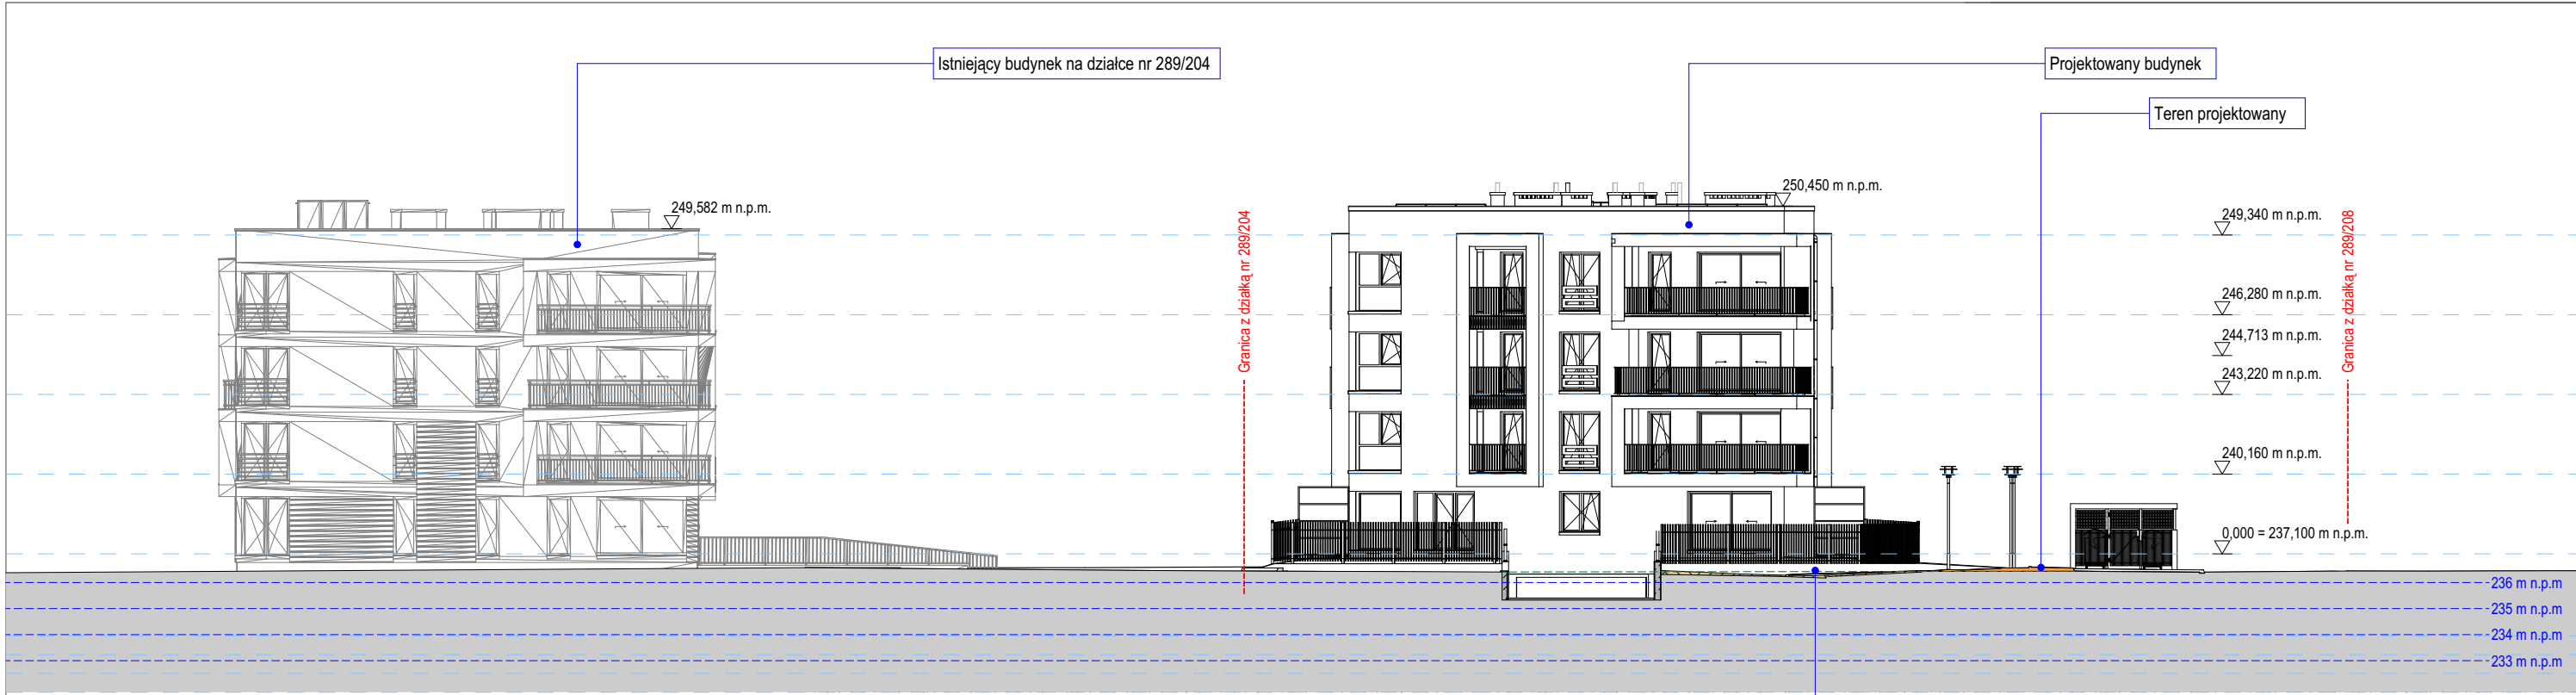 Istniejący budynek na działce nr 289/204
Projektowany budynek
Teren projektowany
249,582 m n.p.m.
250,450 m n.p.m.
Granica z działką nr 289/204
249,340 m n.p.m.
246,280 m n.p.m.
244,713 m n.p.m.
243,220 m n.p.m.
240,160 m n.p.m.
0,000 = 237,100 m n.p.m.
Granica z działką nr 289/208
236 m n.p.m
235 m n.p.m
234 m n.p.m
233 m n.p.m